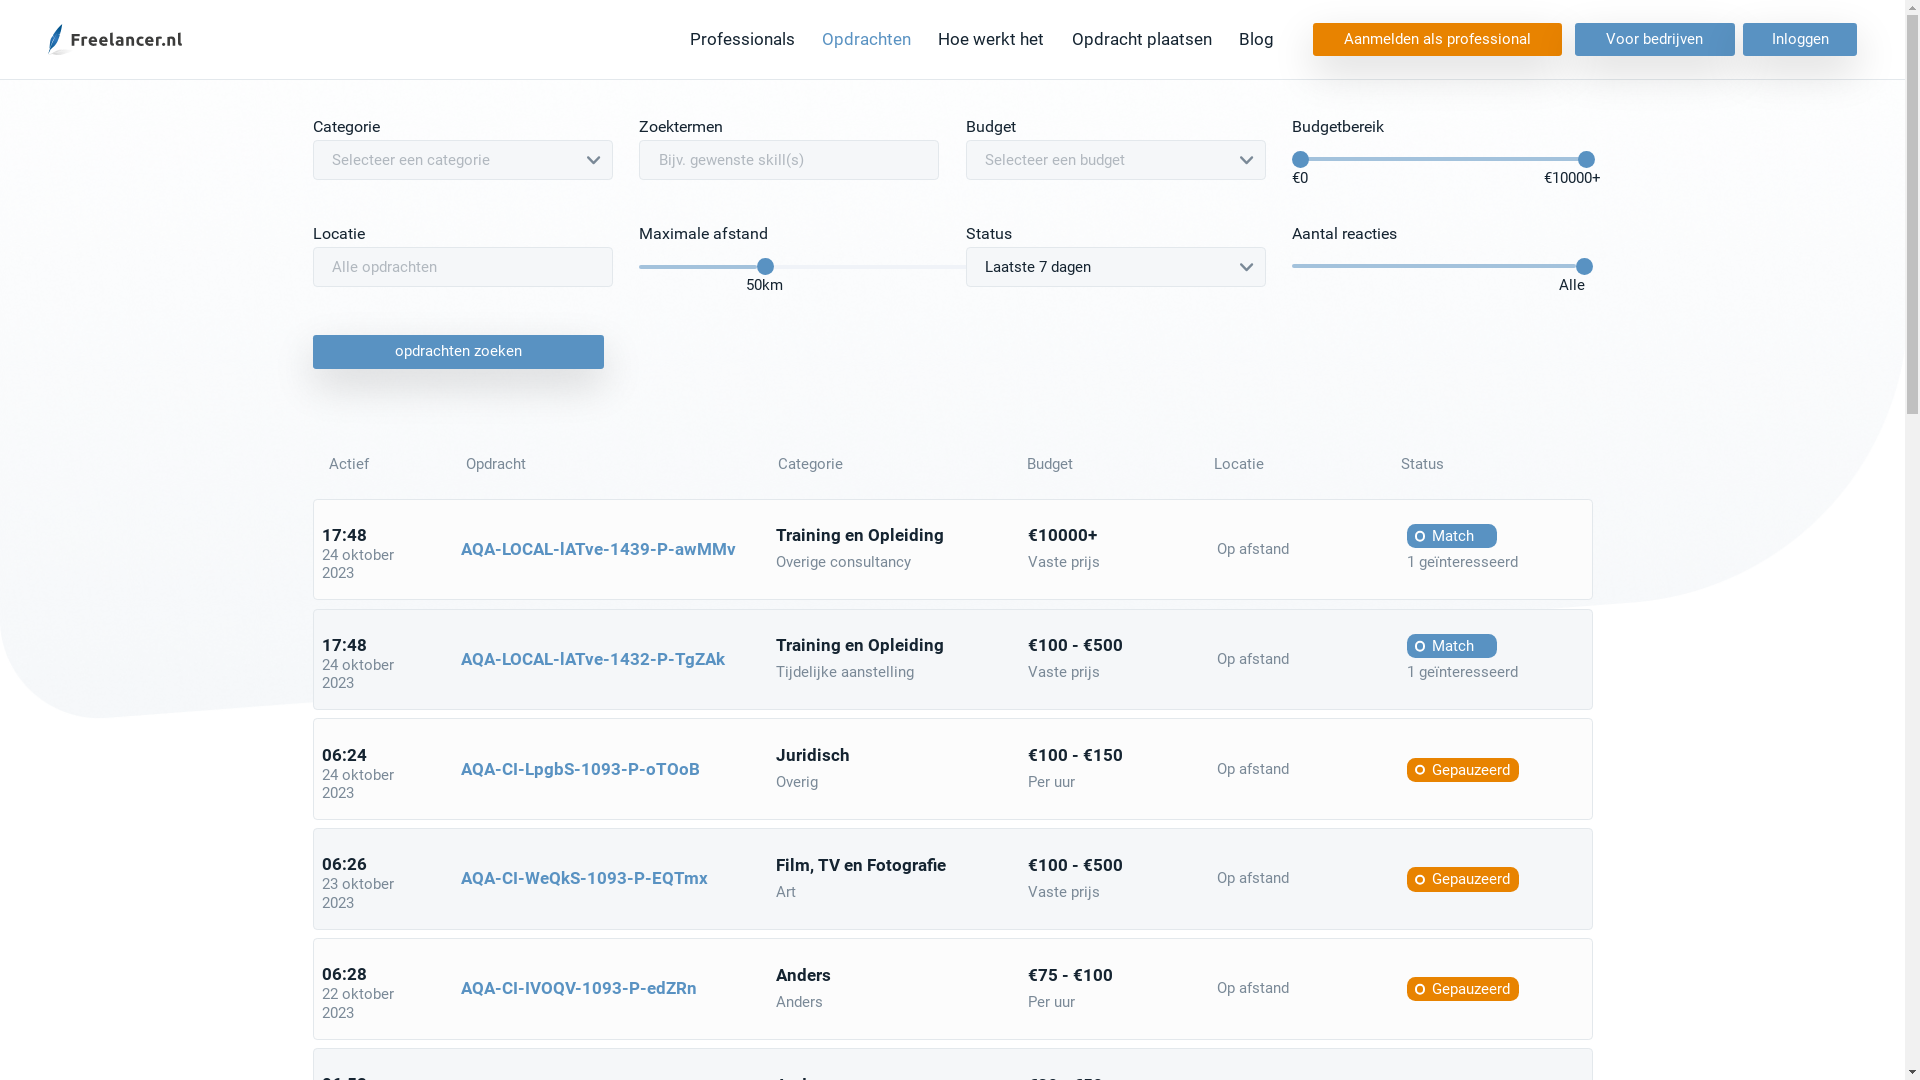 Freelancer.nl
Professionals
Opdrachten
Hoe werkt het
Opdracht plaatsen
Blog
Aanmelden als professional
Voor bedrijven
Inloggen
Categorie
Zoektermen
Budget
Budgetbereik
Selecteer een categorie
Bijv. gewenste skill(s)
Selecteer een budget
€0
€10000+
Locatie
Maximale afstand
Status
Aantal reacties
Alle opdrachten
50km
Laatste 7 dagen
Alle
opdrachten zoeken
Actief
Opdracht
Categorie
Budget
Locatie
Status
17:48
24 oktober
2023
AQA-LOCAL-lATve-1439-P-awMMv
Training en Opleiding
Overige consultancy
€10000+
Vaste prijs
Op afstand
Match
1 geïnteresseerd
17:48
24 oktober
2023
AQA-LOCAL-lATve-1432-P-TgZAk
Training en Opleiding
Tijdelijke aanstelling
€100 - €500
Vaste prijs
Op afstand
Match
1 geïnteresseerd
06:24
24 oktober
2023
AQA-CI-LpgbS-1093-P-oTOoB
Juridisch
Overig
€100 - €150
Per uur
Op afstand
Gepauzeerd
06:26
23 oktober
2023
AQA-CI-WeQkS-1093-P-EQTmx
Film, TV en Fotografie
Art
€100 - €500
Vaste prijs
Op afstand
Gepauzeerd
06:28
22 oktober
2023
AQA-CI-IVOQV-1093-P-edZRn
Anders
Anders
€75 - €100
Per uur
Op afstand
Gepauzeerd